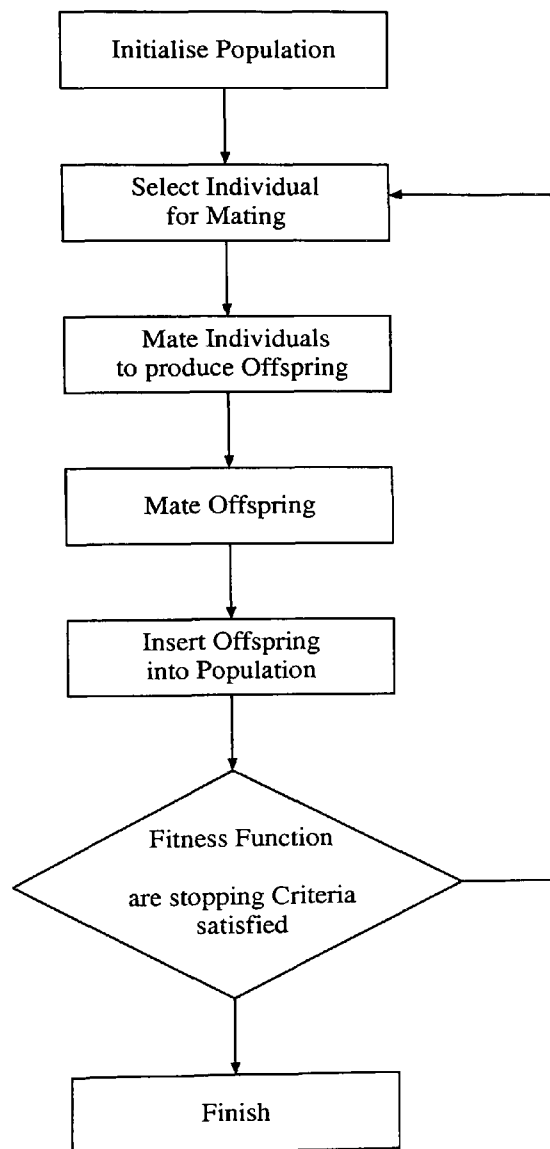 Initialise Population
Select Individual
for Mating
Mate Individuals
to produce Offspring
Mate Offspring
Insert Offspring
into Population
Fitness Function
are stopping Criteria
satisfied
Finish